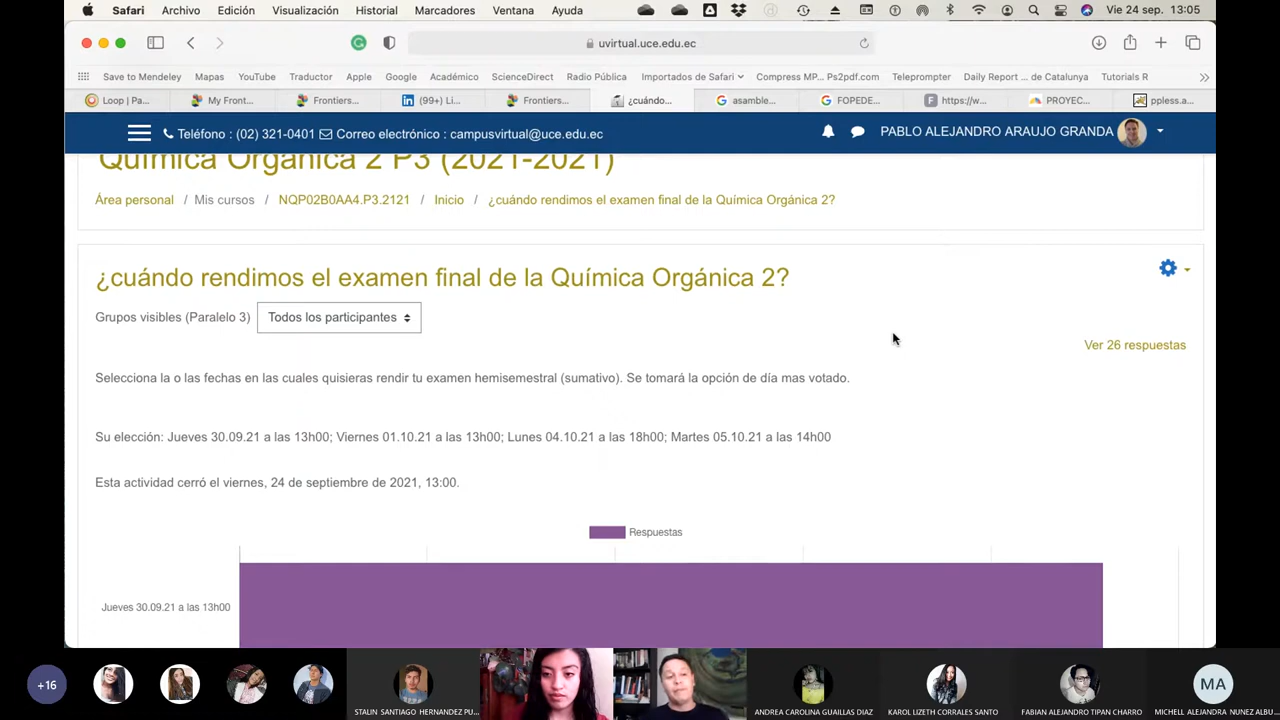 Safari Archivo Edición Visualización Historial Marcadores Ventana Ayuda Vie 24 sep. 13:05
uvirtual.uce.edu.ec
Save to Mendeley Mapas YouTube Traductor Apple Google Académico ScienceDirect Radio Pública Importados de Safari Compress MP... Ps2pdf.com Teleprompter Daily Report ... de Catalunya Tutorials R
Loop | Pa... My Front... Frontiers... (99+) Li... Frontiers... ¿cuándo... asamble... FOPEDE... https://w... PROYEC... ppless.a...
Teléfono : (02) 321-0401 Correo electrónico : campusvirtual@uce.edu.ec PABLO ALEJANDRO ARAUJO GRANDA
Química Orgánica 2 P3 (2021-2021)
Área personal / Mis cursos / NQP02B0AA4.P3.2121 / Inicio / ¿cuándo rendimos el examen final de la Química Orgánica 2?
¿cuándo rendimos el examen final de la Química Orgánica 2?
Grupos visibles (Paralelo 3) Todos los participantes
Ver 26 respuestas
Selecciona la o las fechas en las cuales quisieras rendir tu examen hemisemestral (sumativo). Se tomará la opción de día mas votado.
Su elección: Jueves 30.09.21 a las 13h00; Viernes 01.10.21 a las 13h00; Lunes 04.10.21 a las 18h00; Martes 05.10.21 a las 14h00
Esta actividad cerró el viernes, 24 de septiembre de 2021, 13:00.
Respuestas
Jueves 30.09.21 a las 13h00
+16 MA
STALIN SANTIAGO HERNANDEZ PU... ANDREA CAROLINA GUAILLAS DIAZ KAROL LIZETH CORRALES SANTO FABIAN ALEJANDRO TIPAN CHARRO MICHELL ALEJANDRA NUNEZ ALBU...